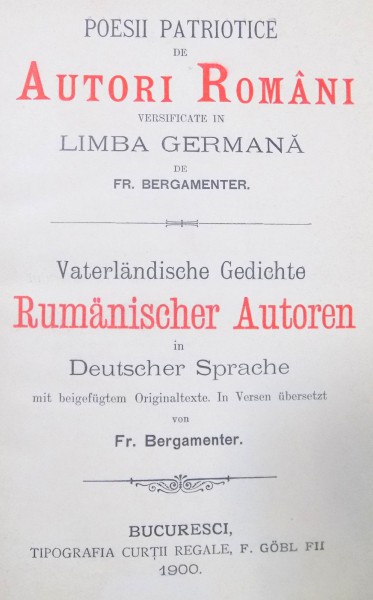 POESII PATRIOTICE
DE
AUTORI ROMÂNI
VERSIFICATE IN
LIMBA GERMANĂ
DE
FR. BERGAMENTER.
Vaterländische Gedichte
Rumänischer Autoren
in
Deutscher Sprache
mit beigefügtem Originaltexte. In Versen übersetzt
von
Fr. Bergamenter.
BUCURESCI,
TIPOGRAFIA CURȚII REGALE, F. GÖBL FII
1900.